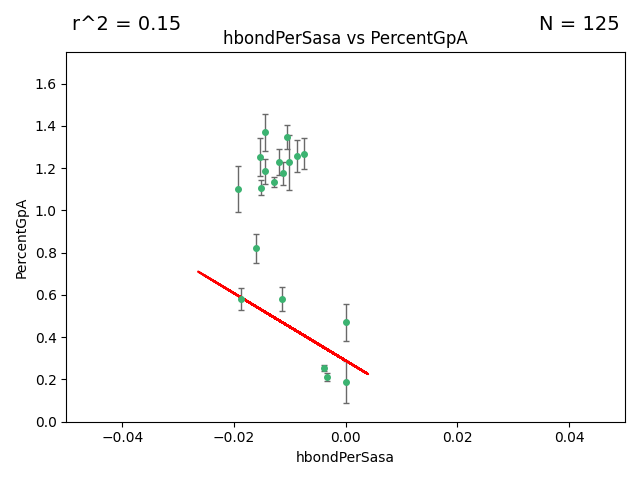 r^2 = 0.15
N = 125
hbondPerSasa vs PercentGpA
PercentGpA
1.6
1.4
1.2
1.0
0.8
0.6
0.4
0.2
0.0
−0.04
−0.02
0.00
0.02
0.04
hbondPerSasa